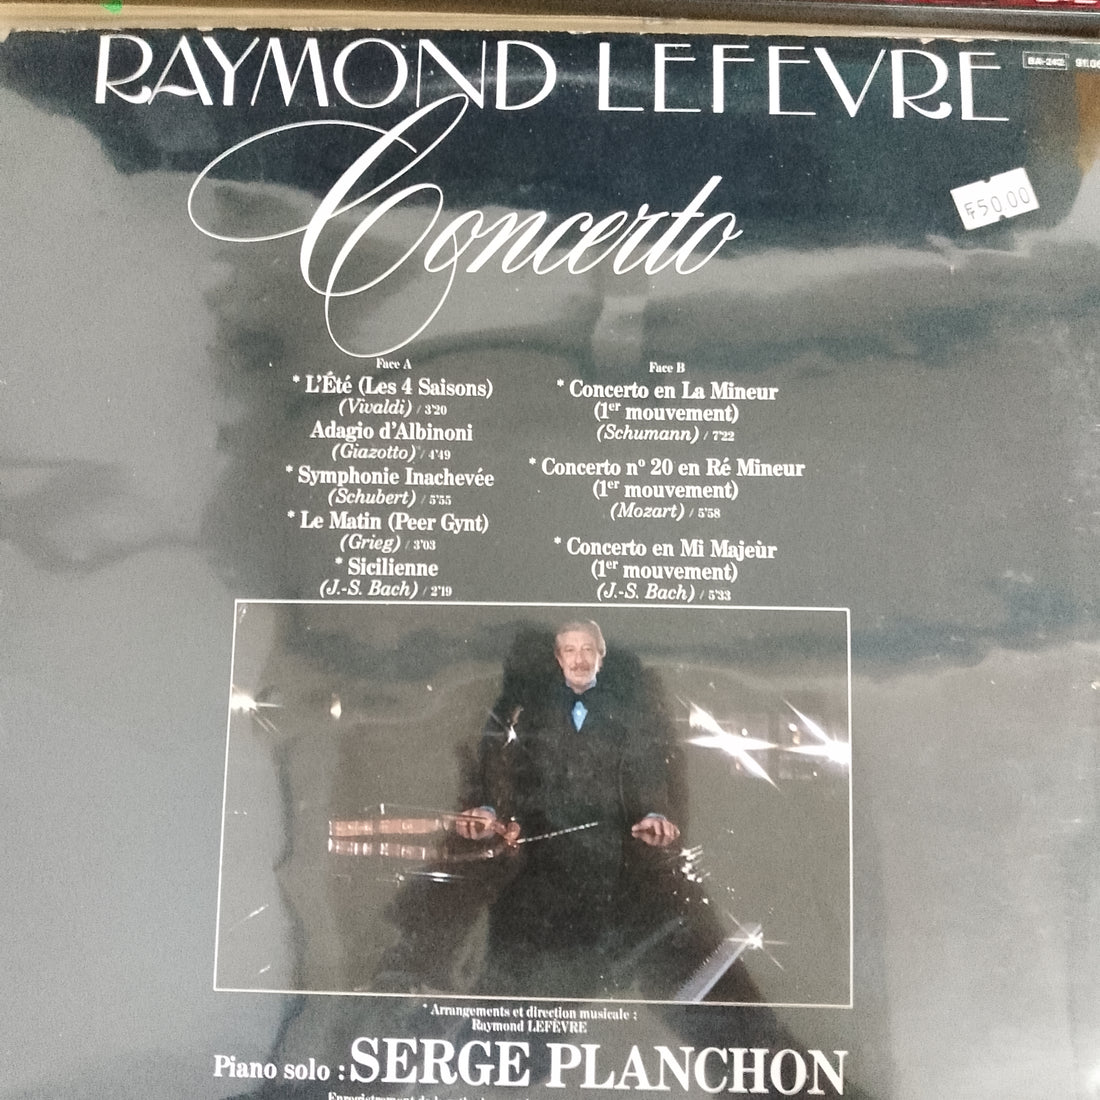 RAYMOND LEFEVRE
BA-242
Concerto
₣50.00
Face A
* L'Été (Les 4 Saisons)
(Vivaldi) / 3'20
Adagio d'Albinoni
(Giazotto) / 4'49
* Symphonie Inachevée
(Schubert) / 5'55
* Le Matin (Peer Gynt)
(Grieg) / 3'03
* Sicilienne
(J.-S. Bach) / 2'19
Face B
* Concerto en La Mineur
(1er mouvement)
(Schumann) / 7'22
* Concerto nº 20 en Ré Mineur
(1er mouvement)
(Mozart) / 5'58
* Concerto en Mi Majeùr
(1er mouvement)
(J.-S. Bach) / 5'33
* Arrangements et direction musicale :
Raymond LEFÈVRE
Piano solo : SERGE PLANCHON